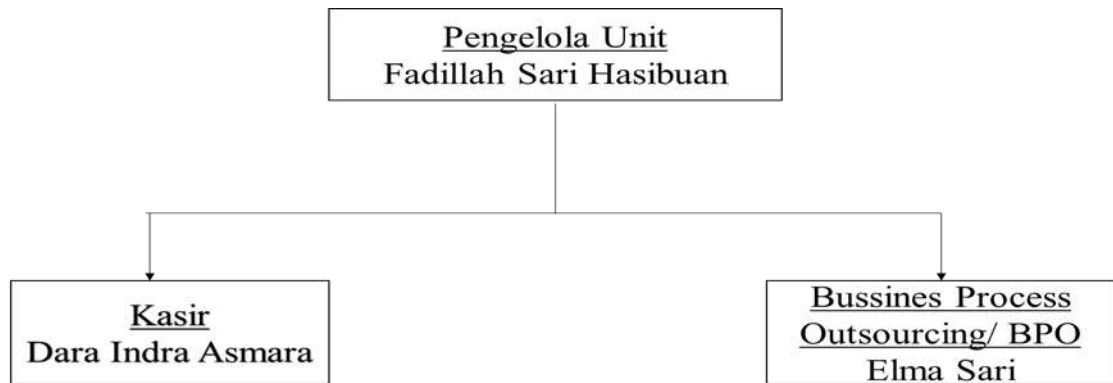 Pengelola Unit
Fadillah Sari Hasibuan
Kasir
Dara Indra Asmara
Bussines Process
Outsourcing/ BPO
Elma Sari